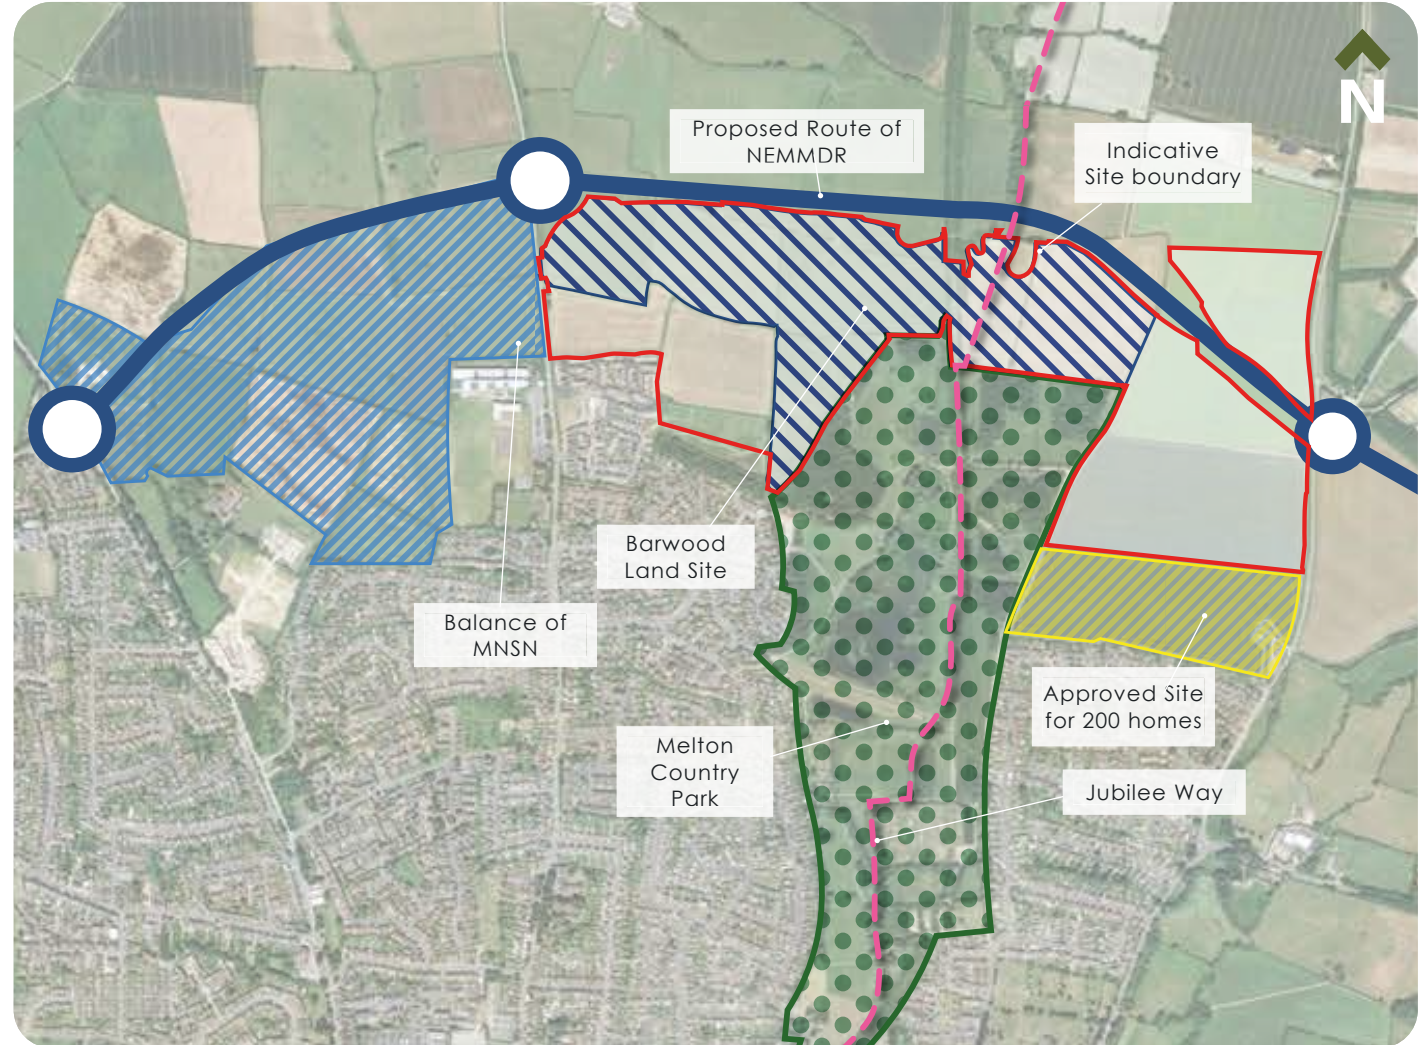 N
Proposed Route of
NEMMDR
Indicative
Site boundary
Barwood
Land Site
Balance of
MNSN
Approved Site
for 200 homes
Melton
Country
Park
Jubilee Way